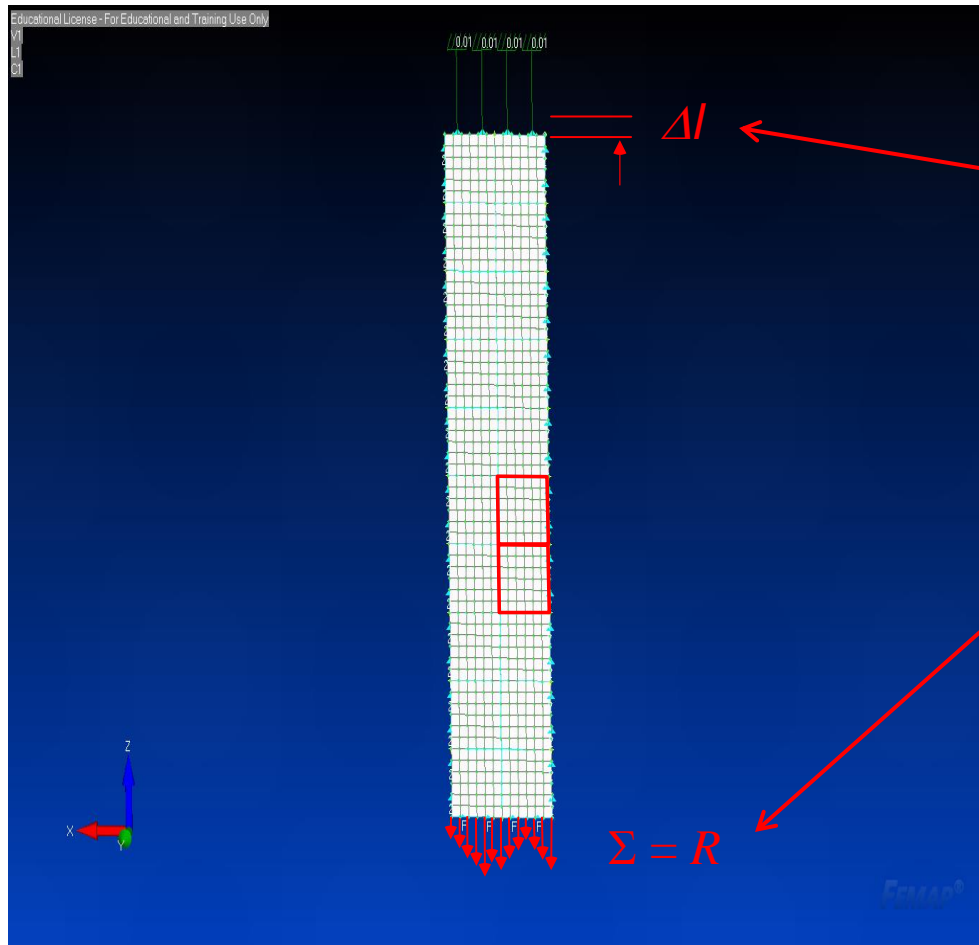 Educational License - For Educational and Training Use Only
V1
L1
C1
0.01 0.01 0.01 0.01
Δl
F F F F
Σ = R
Z
X
Y
FEMAP®